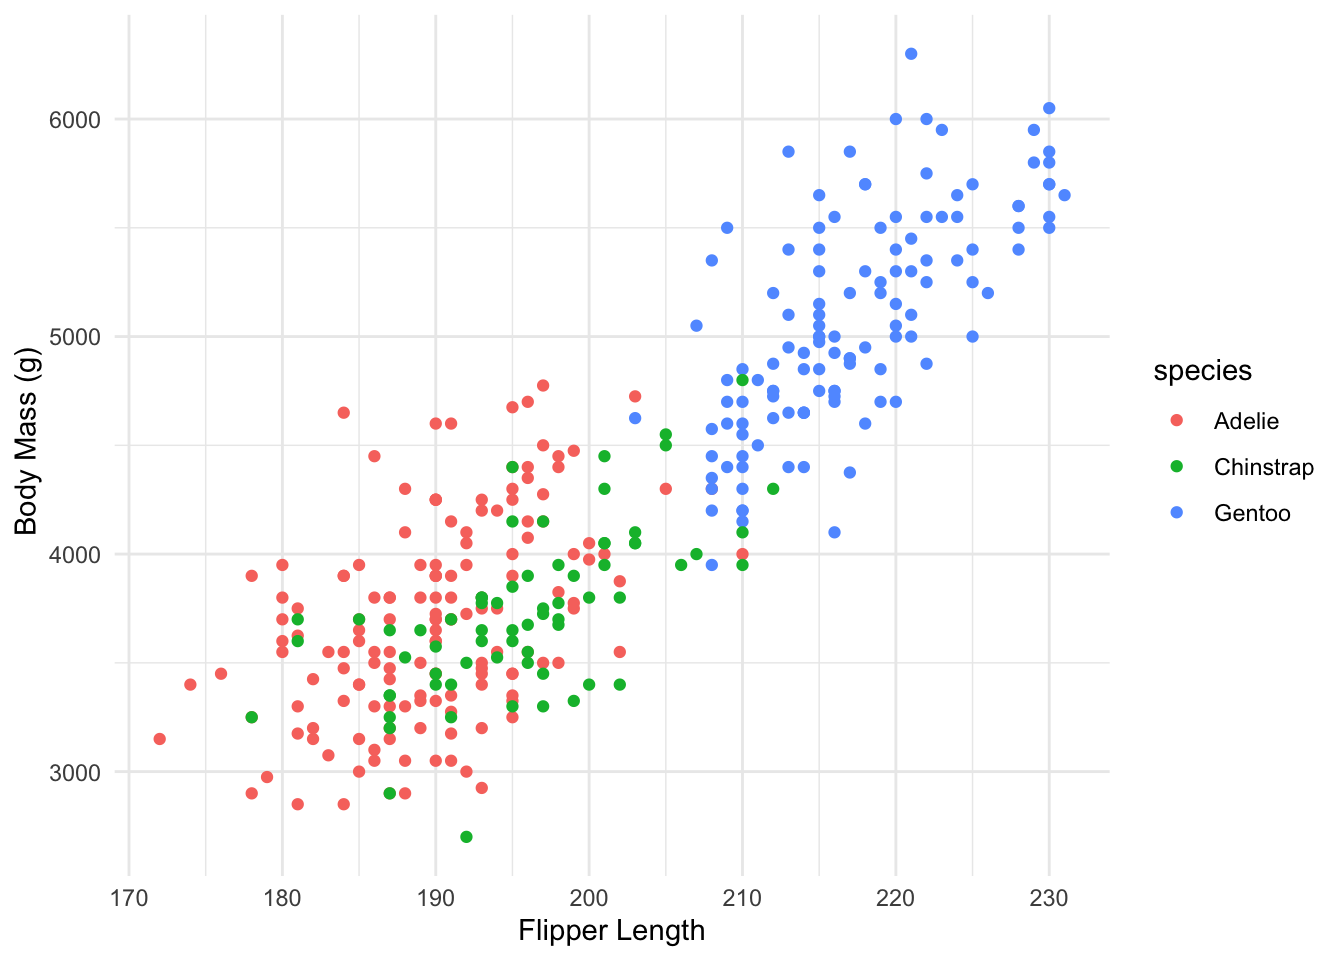 6000
5000
4000
3000
Body Mass (g)
170 180 190 200 210 220 230
Flipper Length
species
Adelie
Chinstrap
Gentoo